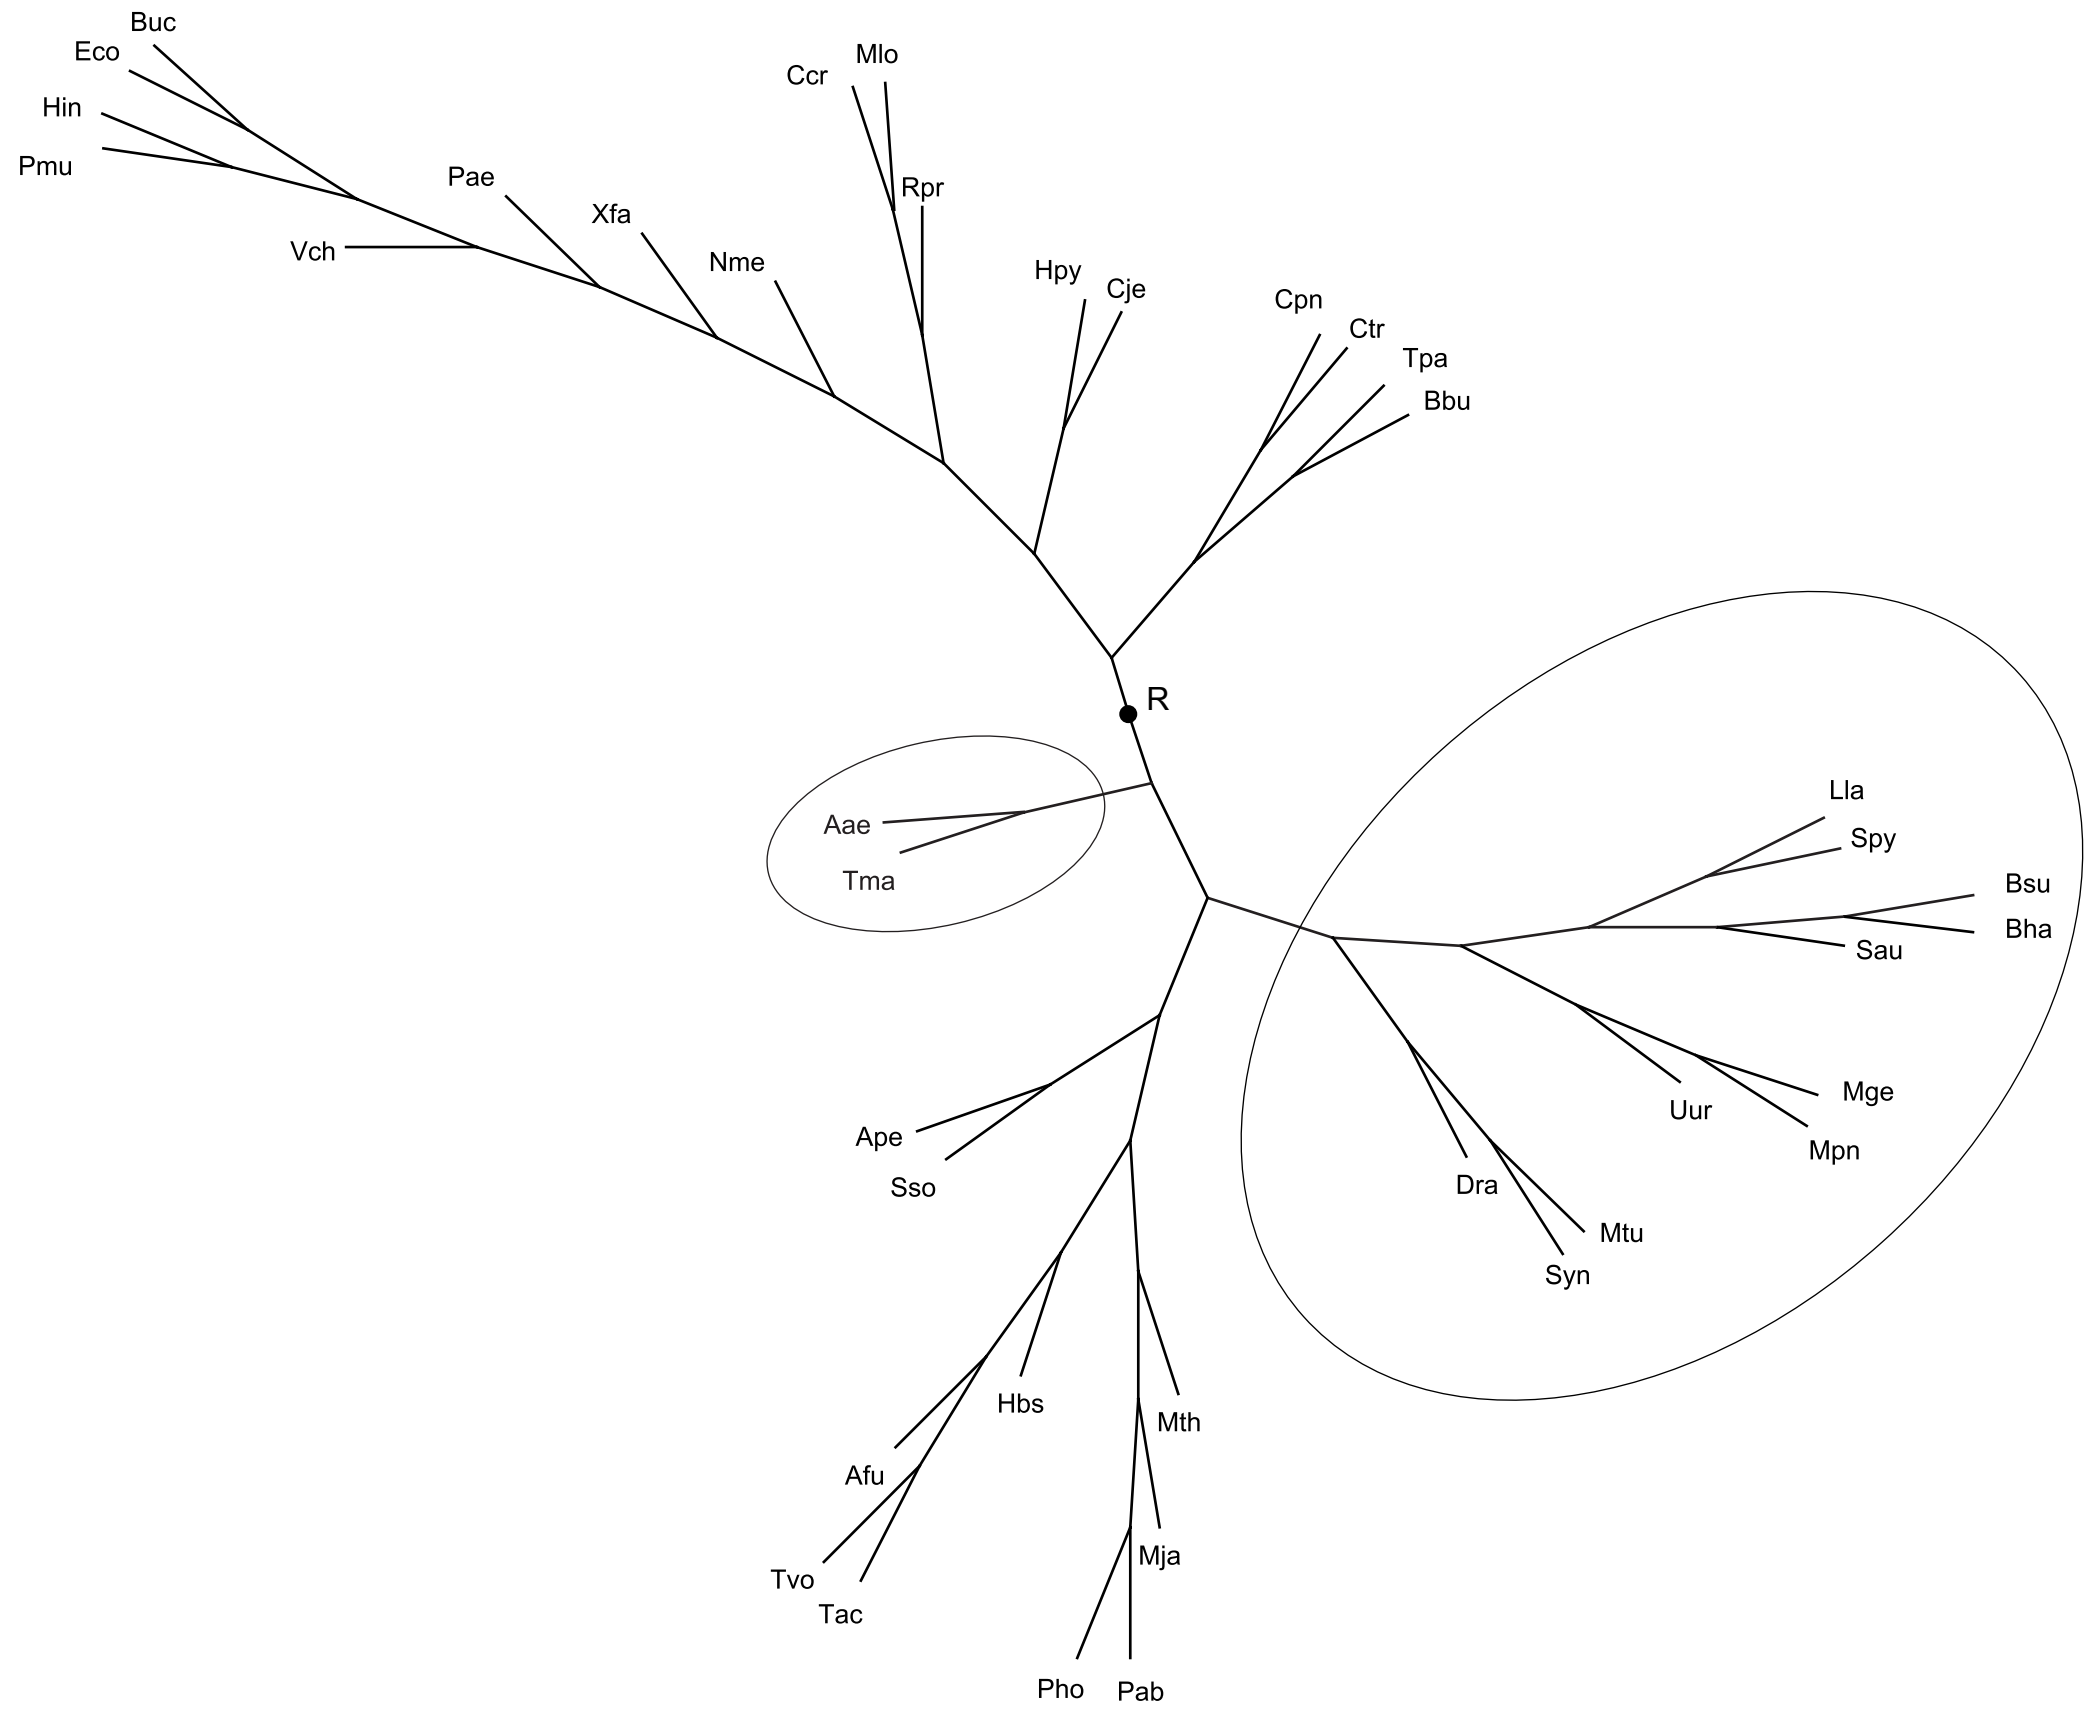 Buc
Eco
Mlo
Ccr
Hin
Pmu
Pae
Rpr
Xfa
Vch
Nme
Hpy
Cje
Cpn
Ctr
Tpa
Bbu
R
Lla
Aae
Spy
Tma
Bsu
Bha
Sau
Mge
Uur
Ape
Mpn
Sso
Dra
Mtu
Syn
Hbs
Mth
Afu
Mja
Tvo
Tac
Pho
Pab